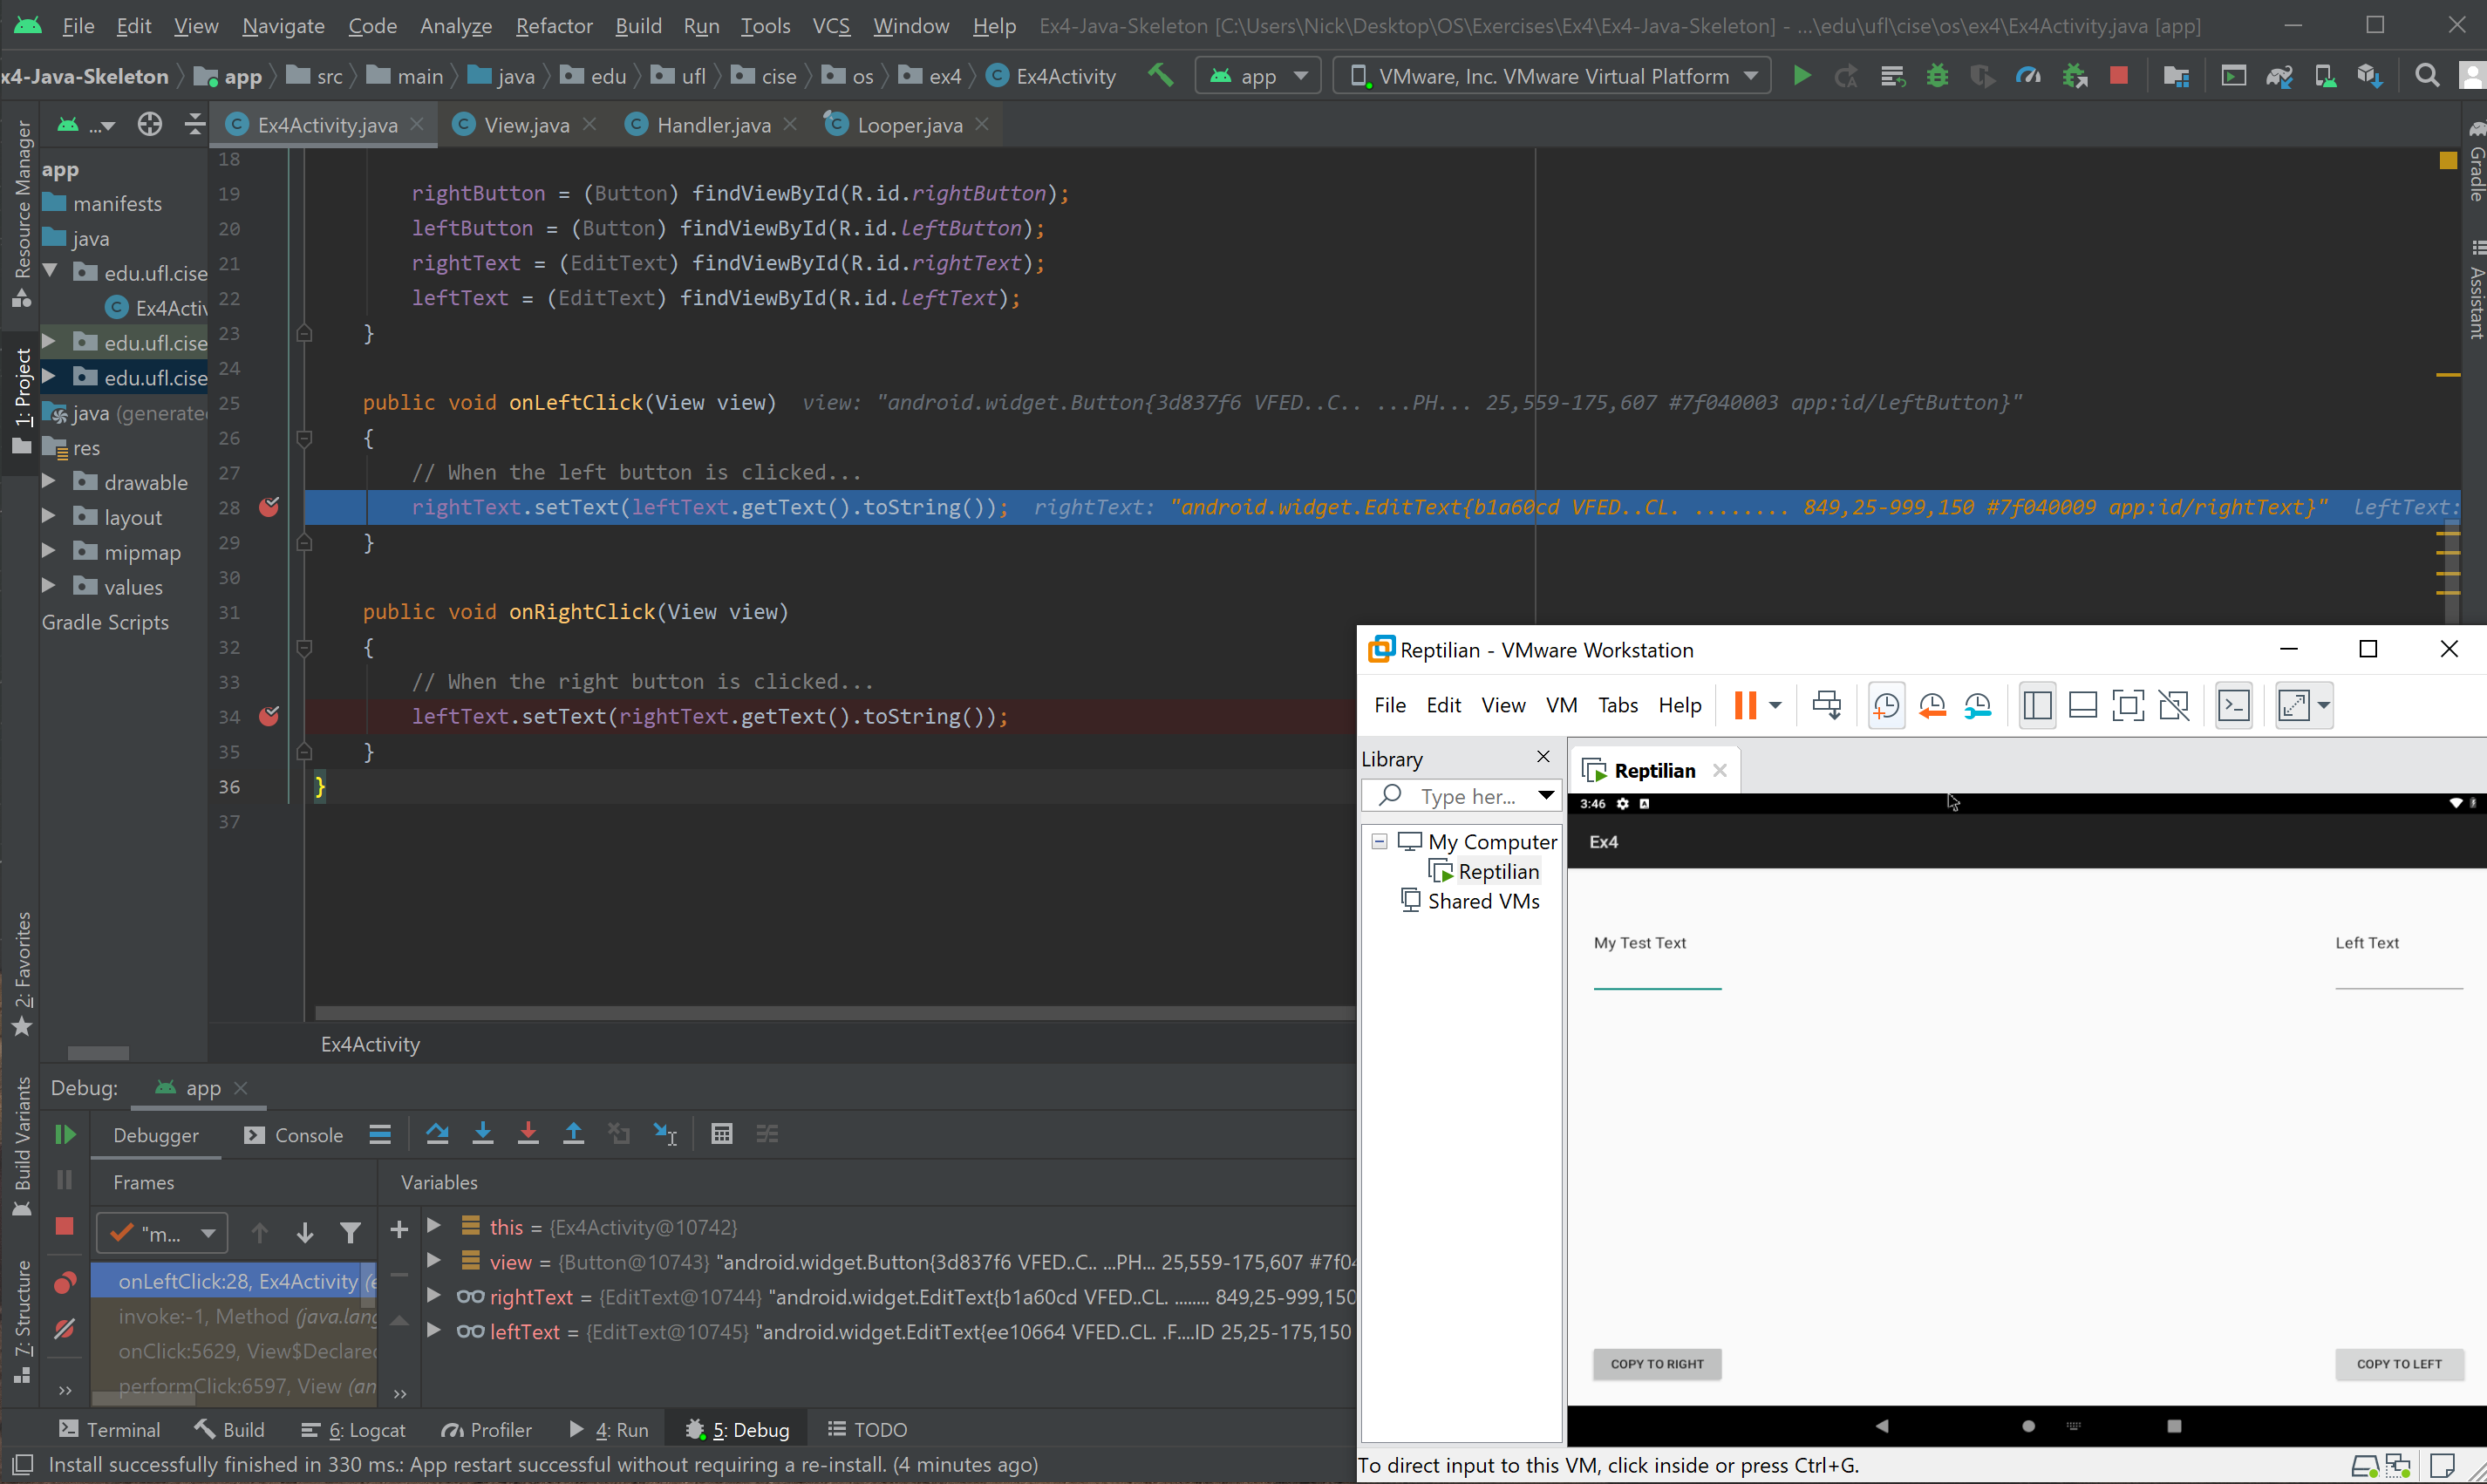 File Edit View Navigate Code Analyze Refactor Build Run Tools VCS Window Help Ex4-Java-Skeleton [C:\Users\Nick\Desktop\OS\Exercises\Ex4\Ex4-Java-Skeleton] - ...\edu\ufl\cise\os\ex4\Ex4Activity.java [app]
x4-Java-Skeleton app src main java edu ufl cise os ex4 Ex4Activity app VMware, Inc. VMware Virtual Platform
... Ex4Activity.java View.java Handler.java Looper.java
Resource Manager
1: Project
2: Favorites
Build Variants
7: Structure
Gradle
Assistant
app
manifests
java
edu.ufl.cise
Ex4Activ
edu.ufl.cise
edu.ufl.cise
java (generate
res
drawable
layout
mipmap
values
Gradle Scripts
18
19 rightButton = (Button) findViewById(R.id.rightButton);
20 leftButton = (Button) findViewById(R.id.leftButton);
21 rightText = (EditText) findViewById(R.id.rightText);
22 leftText = (EditText) findViewById(R.id.leftText);
23 }
24
25 public void onLeftClick(View view) view: "android.widget.Button{3d837f6 VFED..C.. ...PH... 25,559-175,607 #7f040003 app:id/leftButton}"
26 {
27 // When the left button is clicked...
28 rightText.setText(leftText.getText().toString()); rightText: "android.widget.EditText{b1a60cd VFED..CL. ........ 849,25-999,150 #7f040009 app:id/rightText}" leftText:
29 }
30
31 public void onRightClick(View view)
32 {
33 // When the right button is clicked...
34 leftText.setText(rightText.getText().toString());
35 }
36 }
37
Ex4Activity
Debug: app
Debugger Console
Frames Variables
"m...
onLeftClick:28, Ex4Activity (e
invoke:-1, Method (java.lang
onClick:5629, View$Declared
performClick:6597, View (an
this = {Ex4Activity@10742}
view = {Button@10743} "android.widget.Button{3d837f6 VFED..C.. ...PH... 25,559-175,607 #7f04
rightText = {EditText@10744} "android.widget.EditText{b1a60cd VFED..CL. ........ 849,25-999,150
leftText = {EditText@10745} "android.widget.EditText{ee10664 VFED..CL. .F....ID 25,25-175,150
Terminal Build 6: Logcat Profiler 4: Run 5: Debug TODO
Install successfully finished in 330 ms.: App restart successful without requiring a re-install. (4 minutes ago)
Reptilian - VMware Workstation
File Edit View VM Tabs Help
Library
Type her...
My Computer
Reptilian
Shared VMs
Reptilian
3:46
Ex4
My Test Text Left Text
COPY TO RIGHT COPY TO LEFT
To direct input to this VM, click inside or press Ctrl+G.